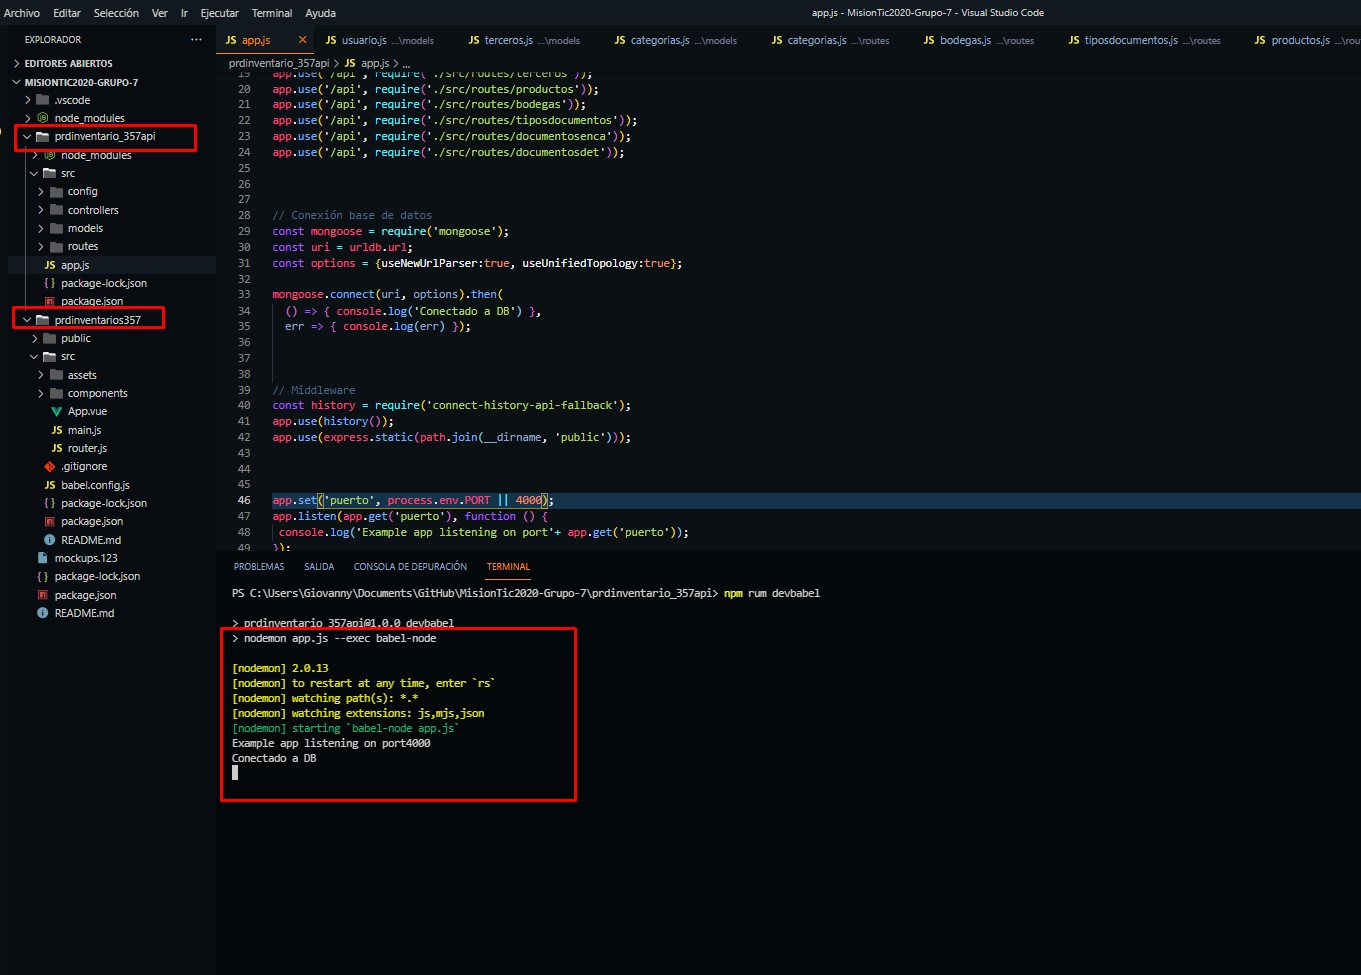 Archivo Editar Selección Ver Ir Ejecutar Terminal Ayuda
app.js - MisionTic2020-Grupo-7 - Visual Studio Code
EXPLORADOR ...
EDITORES ABIERTOS
MISIONTIC2020-GRUPO-7
.vscode
node_modules
prdinventario_357api
node_modules
src
config
controllers
models
routes
app.js
package-lock.json
package.json
prdinventarios357
public
src
assets
components
App.vue
main.js
router.js
.gitignore
babel.config.js
package-lock.json
package.json
README.md
mockups.123
package-lock.json
package.json
README.md
JS app.js JS usuario.js ...\models JS terceros.js ...\models JS categorías.js ...\models JS categorías.js ...\routes JS bodegas.js ...\routes JS tiposdocumentos.js ...\routes JS productos.js ...\rou
prdinventario_357api > JS app.js > ...
19 app.use('/api', require('./src/routes/terceros'));
20 app.use('/api', require('./src/routes/productos'));
21 app.use('/api', require('./src/routes/bodegas'));
22 app.use('/api', require('./src/routes/tiposdocumentos'));
23 app.use('/api', require('./src/routes/documentosenca'));
24 app.use('/api', require('./src/routes/documentosdet'));
25
26
27
28 // Conexión base de datos
29 const mongoose = require('mongoose');
30 const uri = urldb.url;
31 const options = {useNewUrlParser:true, useUnifiedTopology:true};
32
33 mongoose.connect(uri, options).then(
34 () => { console.log('Conectado a DB') },
35 err => { console.log(err) });
36
37
38
39 // Middleware
40 const history = require('connect-history-api-fallback');
41 app.use(history());
42 app.use(express.static(path.join(__dirname, 'public')));
43
44
45
46 app.set('puerto', process.env.PORT || 4000);
47 app.listen(app.get('puerto'), function () {
48 console.log('Example app listening on port'+ app.get('puerto'));
49 });
PROBLEMAS SALIDA CONSOLA DE DEPURACIÓN TERMINAL
PS C:\Users\Giovanny\Documents\GitHub\MisionTic2020-Grupo-7\prdinventario_357api> npm rum devbabel
> prdinventario_357api@1.0.0 devbabel
> nodemon app.js --exec babel-node
[nodemon] 2.0.13
[nodemon] to restart at any time, enter `rs`
[nodemon] watching path(s): *.*
[nodemon] watching extensions: js,mjs,json
[nodemon] starting `babel-node app.js`
Example app listening on port4000
Conectado a DB